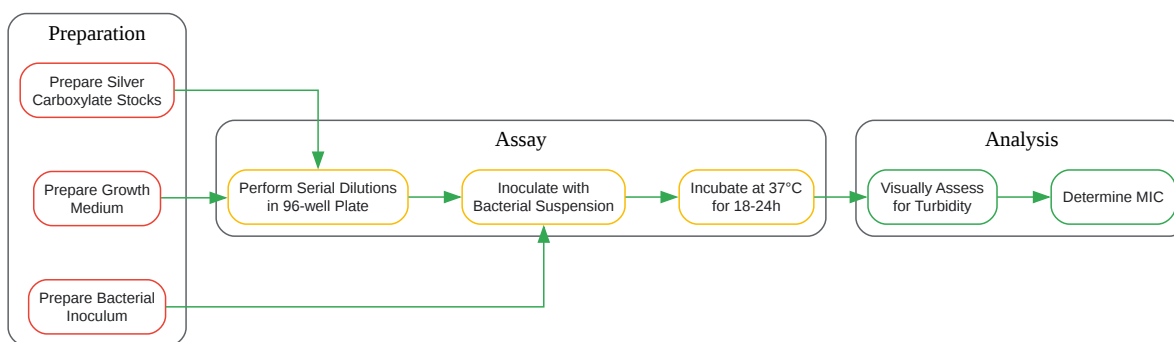 Preparation
Prepare Silver
Carboxylate Stocks
Prepare Growth
Medium
Prepare Bacterial
Inoculum
Assay
Perform Serial Dilutions
in 96-well Plate
Inoculate with
Bacterial Suspension
Incubate at 37°C
for 18-24h
Analysis
Visually Assess
for Turbidity
Determine MIC